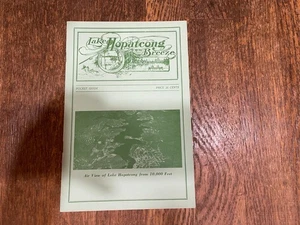 Lake Hopatcong
Breeze
Air View of Lake Hopatcong from 10,000 Feet